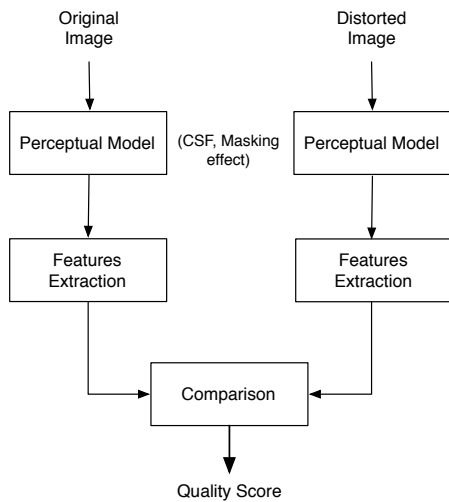 Original
Image
Distorted
Image
Perceptual Model
(CSF, Masking
effect)
Perceptual Model
Features
Extraction
Features
Extraction
Comparison
Quality Score